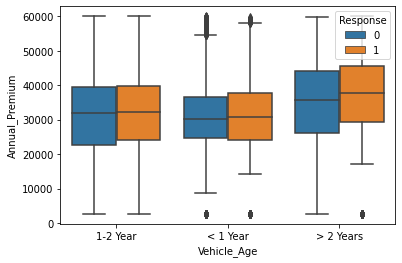 Response
0
1
60000
50000
40000
30000
20000
10000
0
Annual_Premium
1-2 Year
< 1 Year
> 2 Years
Vehicle_Age